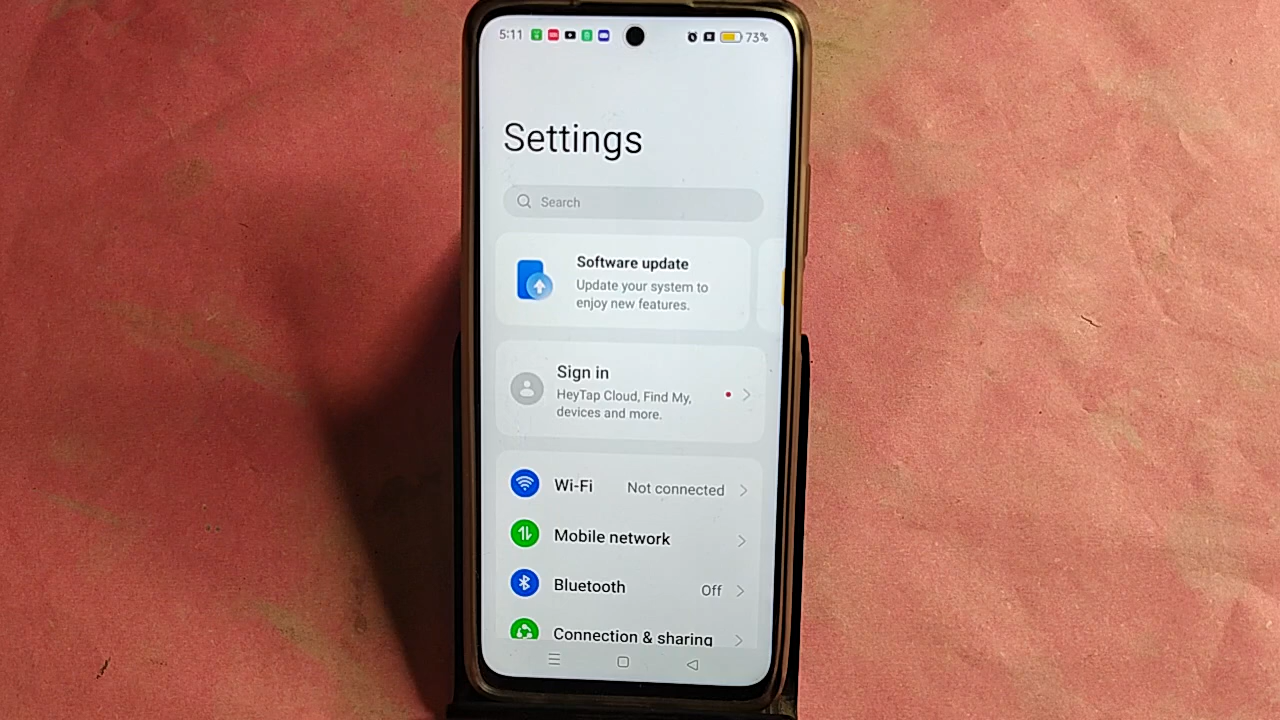 5:11
73%
Settings
Search
Software update
Update your system to
enjoy new features.
Sign in
HeyTap Cloud, Find My,
devices and more.
Wi-Fi Not connected
Mobile network
Bluetooth Off
Connection & sharing